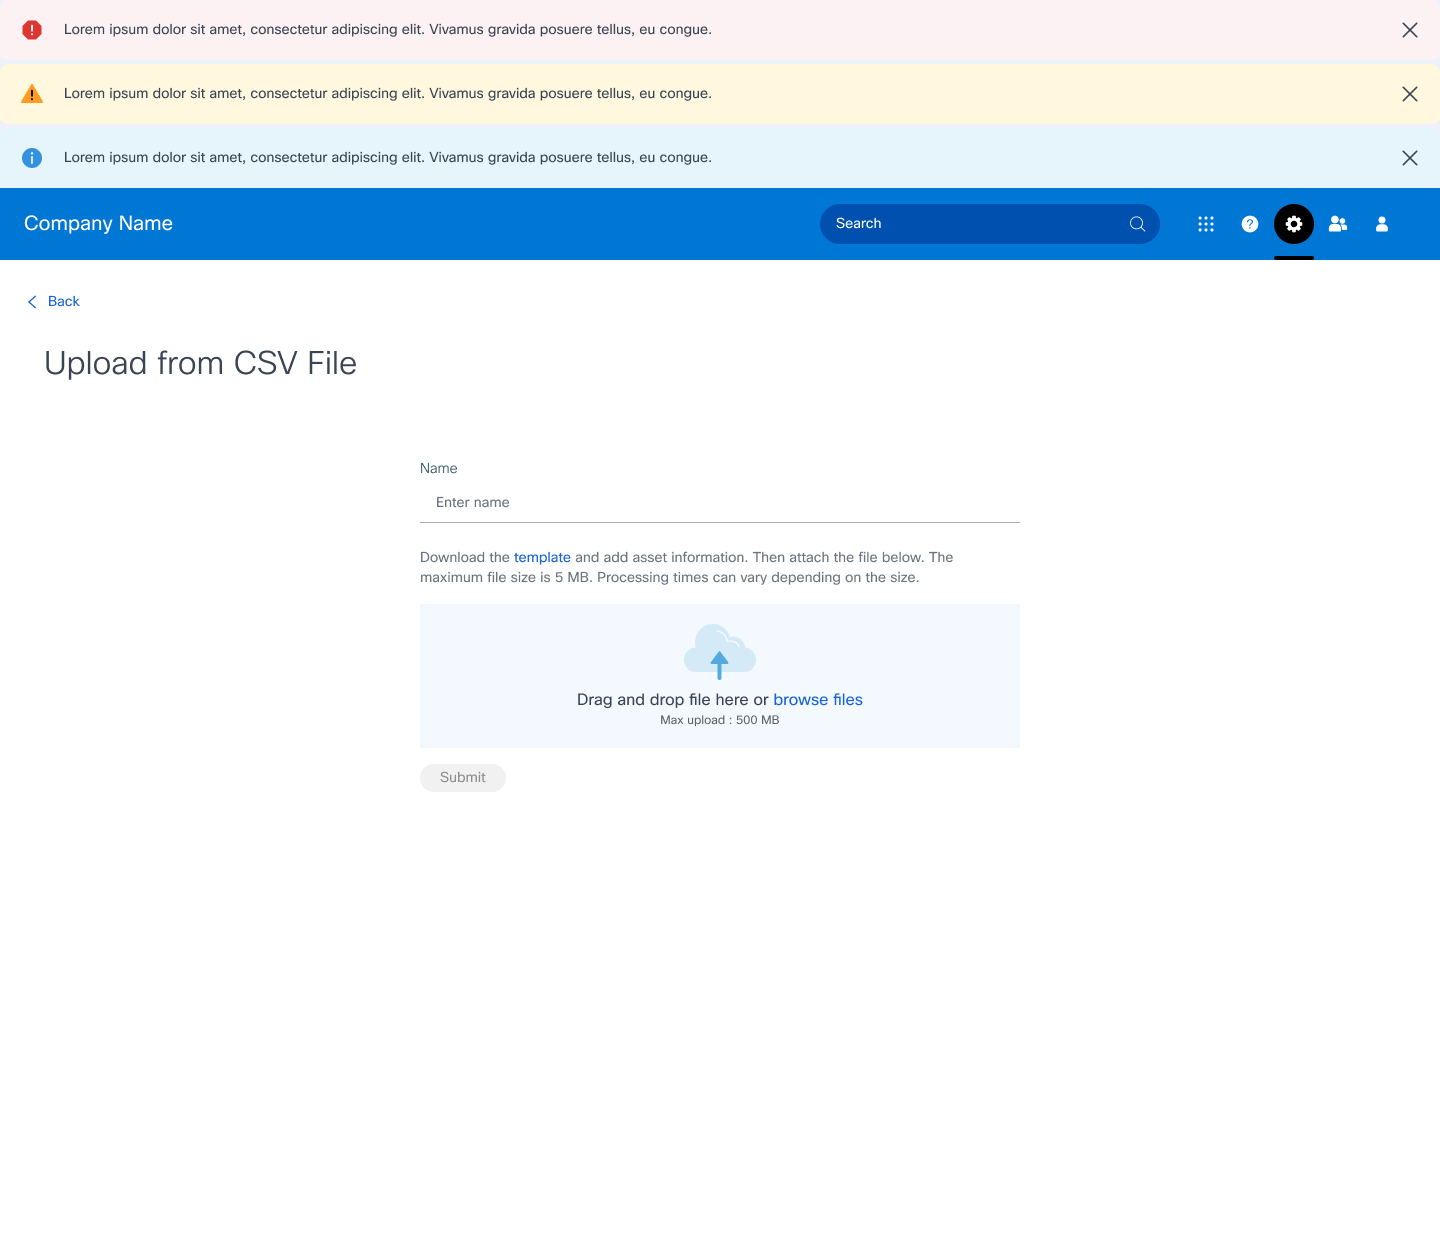 Lorem ipsum dolor sit amet, consectetur adipiscing elit. Vivamus gravida posuere tellus, eu congue.
Lorem ipsum dolor sit amet, consectetur adipiscing elit. Vivamus gravida posuere tellus, eu congue.
Lorem ipsum dolor sit amet, consectetur adipiscing elit. Vivamus gravida posuere tellus, eu congue.
Company Name
Search
Back
Upload from CSV File
Name
Enter name
Download the template and add asset information. Then attach the file below. The
maximum file size is 5 MB. Processing times can vary depending on the size.
Drag and drop file here or browse files
Max upload : 500 MB
Submit